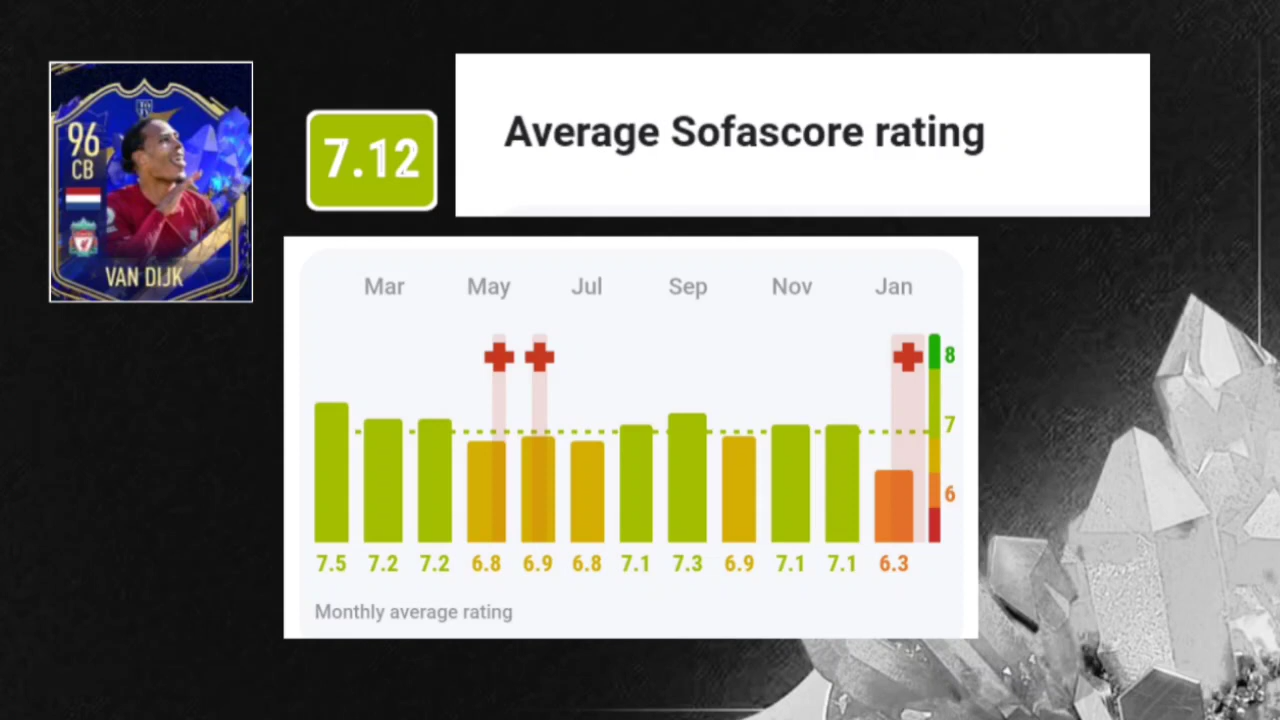 96
CB
VAN DIJK
7.12
Average Sofascore rating
Mar May Jul Sep Nov Jan
8
7
6
7.5 7.2 7.2 6.8 6.9 6.8 7.1 7.3 6.9 7.1 7.1 6.3
Monthly average rating